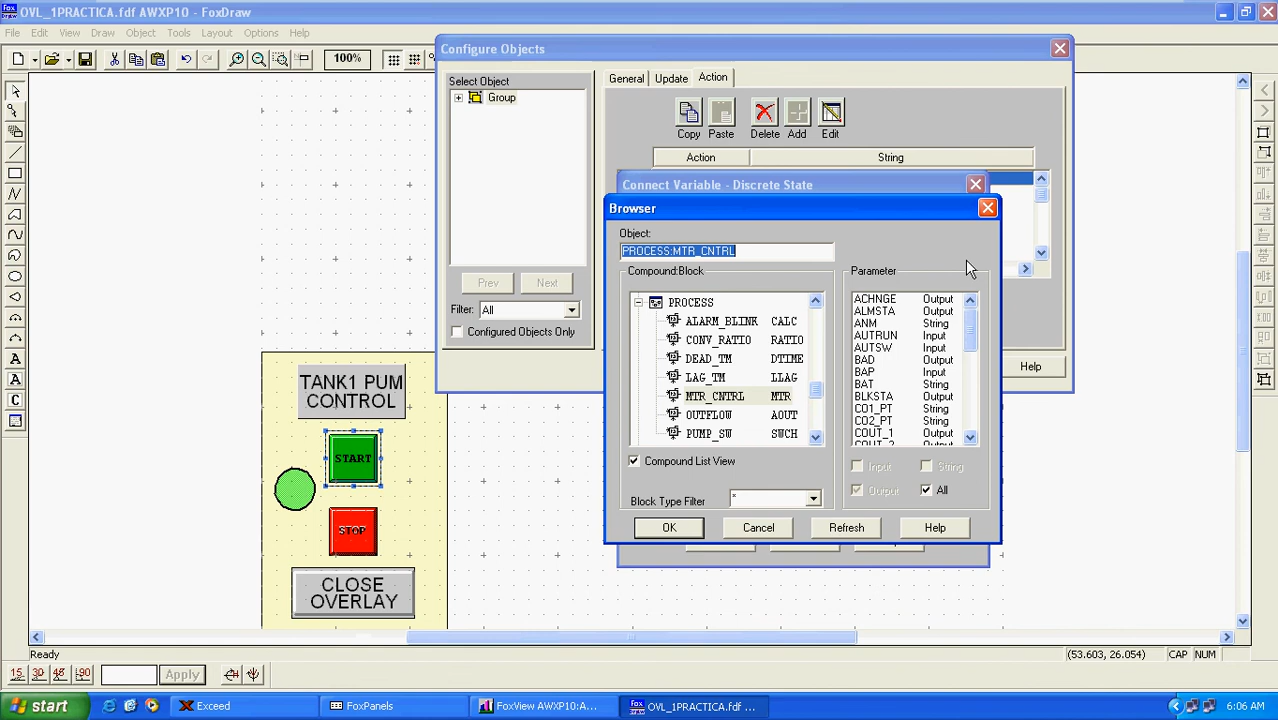 OVL_1PRACTICA.fdf AWXP10 - FoxDraw
File Edit View Draw Object Tools Layout Options Help
100%
Configure Objects
Select Object
Group
Prev Next
Filter: All
Configured Objects Only
General Update Action
Copy Paste Delete Add Edit
Action String
Help
Connect Variable - Discrete State
Browser
Object:
PROCESS:MTR_CNTRL
Compound:Block
PROCESS
ALARM_BLINK CALC
CONV_RATIO RATIO
DEAD_TM DTIME
LAG_TM LLAG
MTR_CNTRL MTR
OUTFLOW AOUT
PUMP_SW SWCH
Compound List View
Block Type Filter *
Parameter
ACHNGE Output
ALMSTA Output
ANM String
AUTRUN Input
AUTSW Input
BAD Output
BAP Input
BAT String
BLKSTA Output
CO1_PT String
CO2_PT String
COUT_1 Output
COUT_2 Output
Input String
Output All
OK Cancel Refresh Help
TANK1 PUM
CONTROL
START
STOP
CLOSE
OVERLAY
15 30 45 90 Apply
Ready (53.603, 26.054) CAP NUM
start Exceed FoxPanels FoxView AWXP10:A... OVL_1PRACTICA.fdf ... 6:06 AM